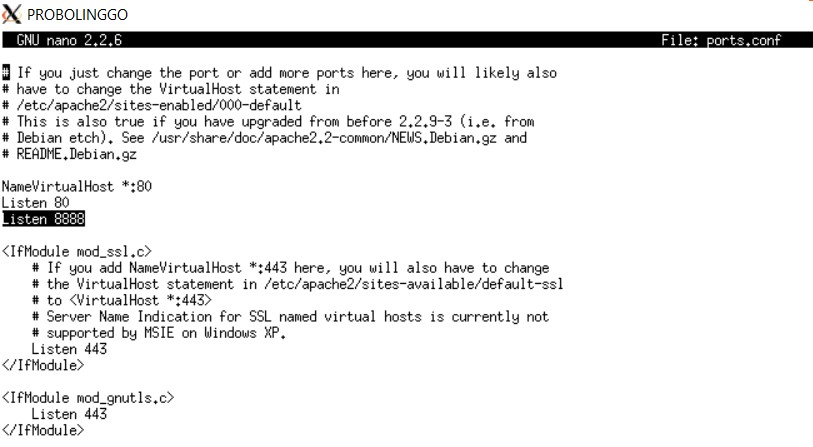 PROBOLINGGO
GNU nano 2.2.6 File: ports.conf
# If you just change the port or add more ports here, you will likely also
# have to change the VirtualHost statement in
# /etc/apache2/sites-enabled/000-default
# This is also true if you have upgraded from before 2.2.9-3 (i.e. from
# Debian etch). See /usr/share/doc/apache2.2-common/NEWS.Debian.gz and
# README.Debian.gz
NameVirtualHost *:80
Listen 80
Listen 8888
<IfModule mod_ssl.c>
# If you add NameVirtualHost *:443 here, you will also have to change
# the VirtualHost statement in /etc/apache2/sites-available/default-ssl
# to <VirtualHost *:443>
# Server Name Indication for SSL named virtual hosts is currently not
# supported by MSIE on Windows XP.
Listen 443
</IfModule>
<IfModule mod_gnutls.c>
Listen 443
</IfModule>